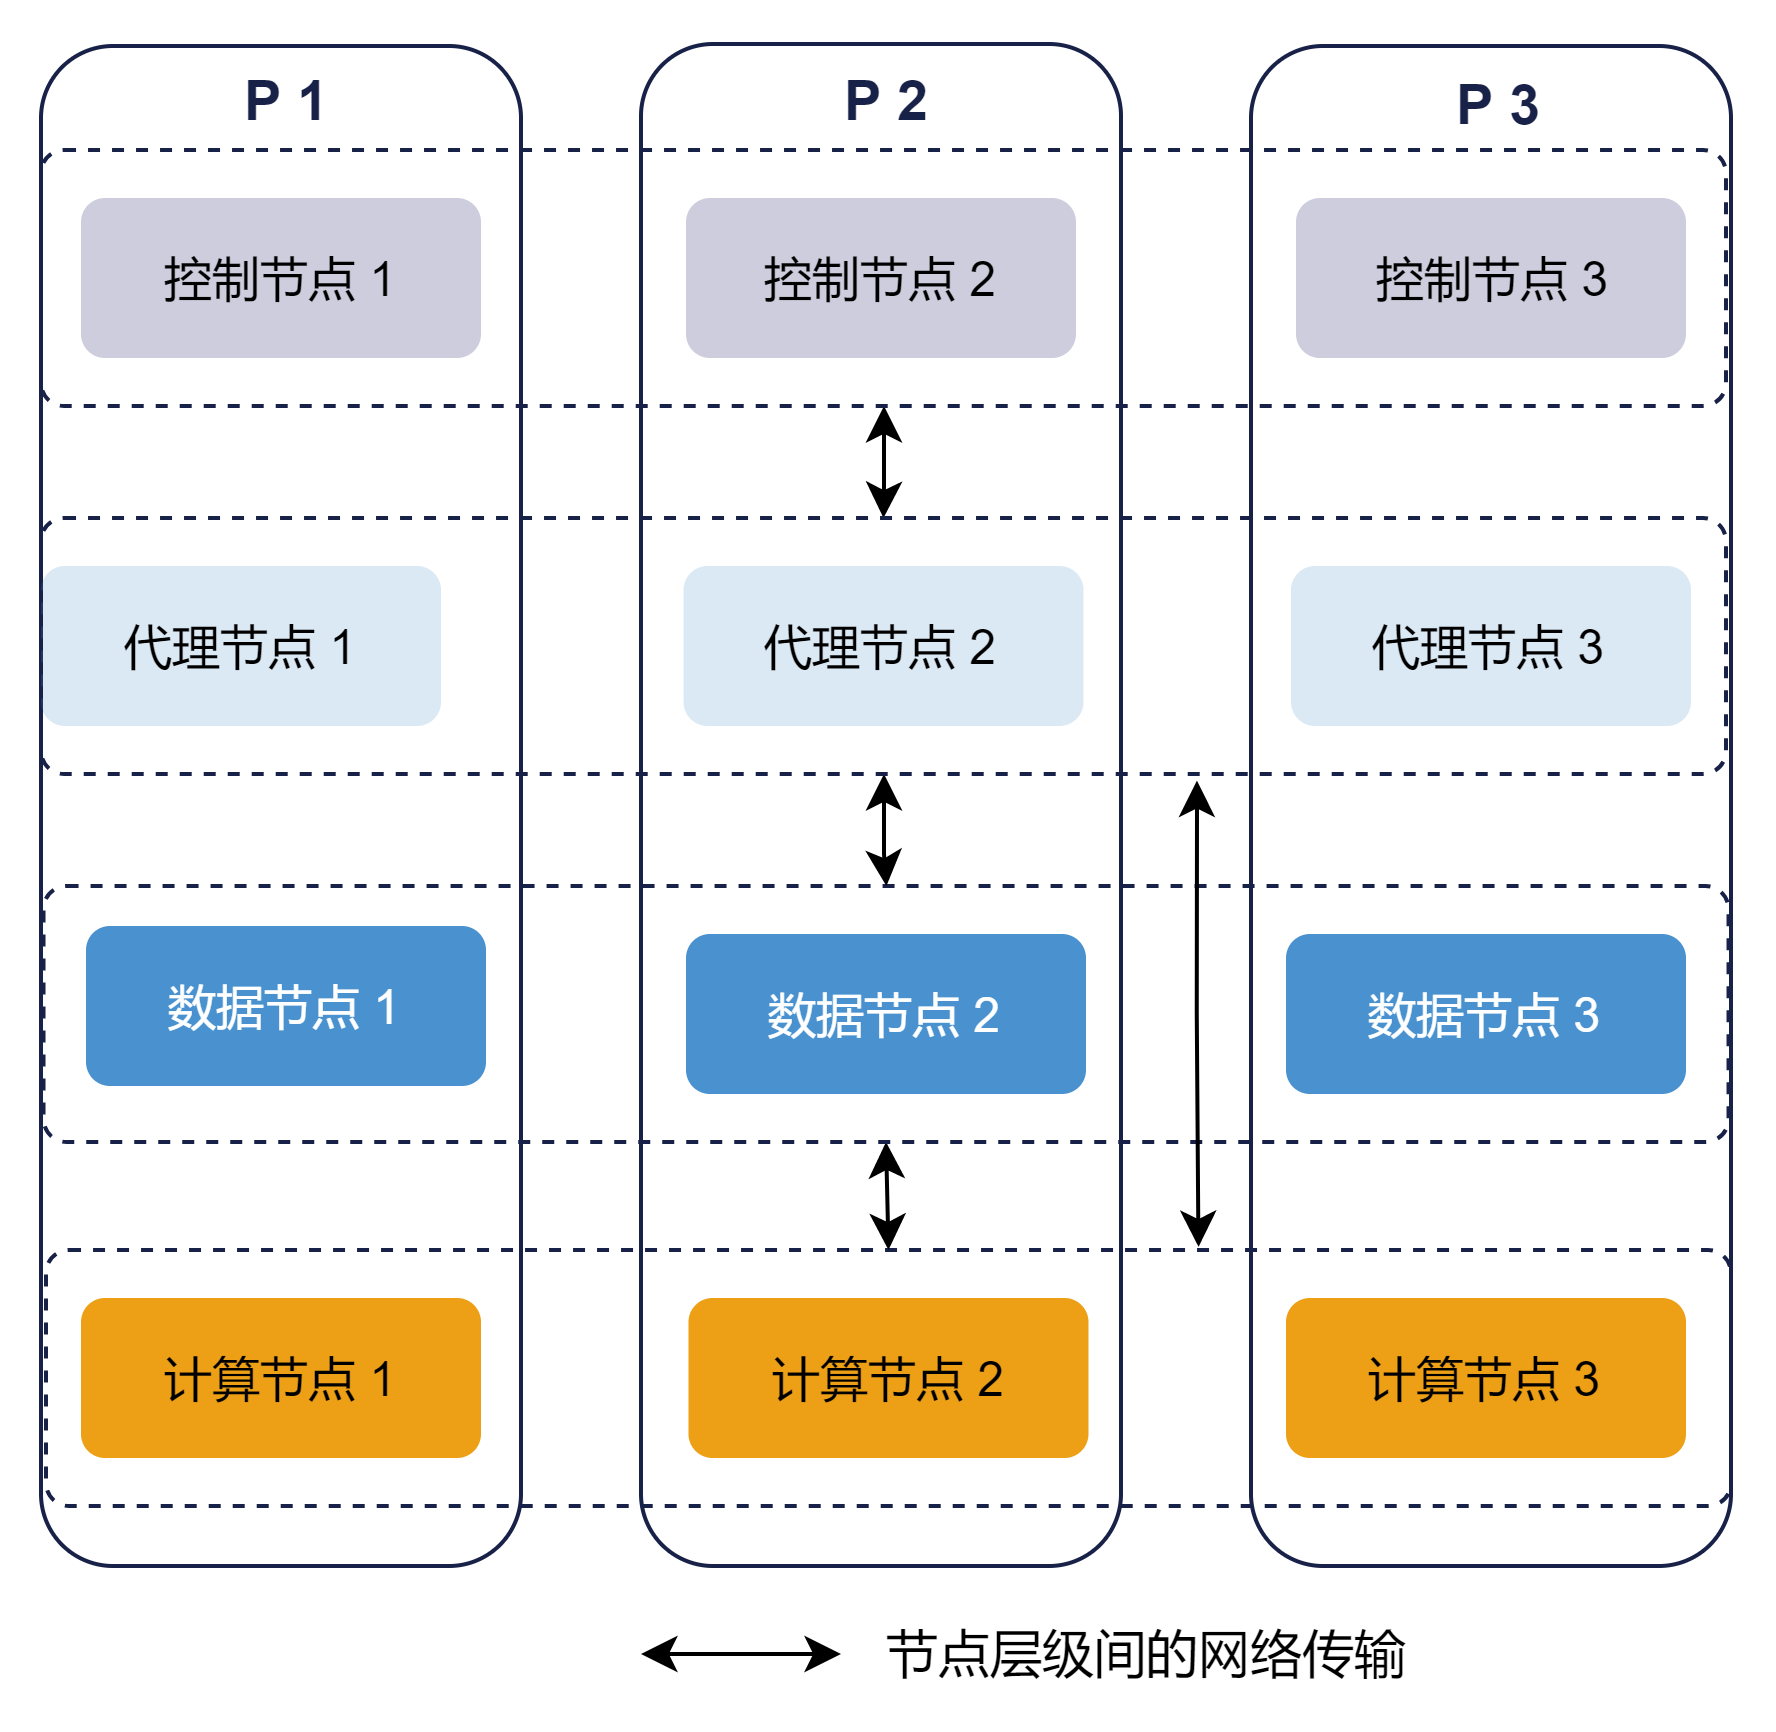 P 1
P 2
P 3
控制节点 1
控制节点 2
控制节点 3
代理节点 1
代理节点 2
代理节点 3
数据节点 1
数据节点 2
数据节点 3
计算节点 1
计算节点 2
计算节点 3
节点层级间的网络传输